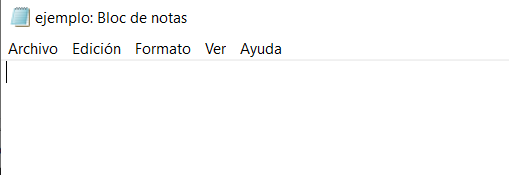 ejemplo: Bloc de notas
Archivo Edición Formato Ver Ayuda